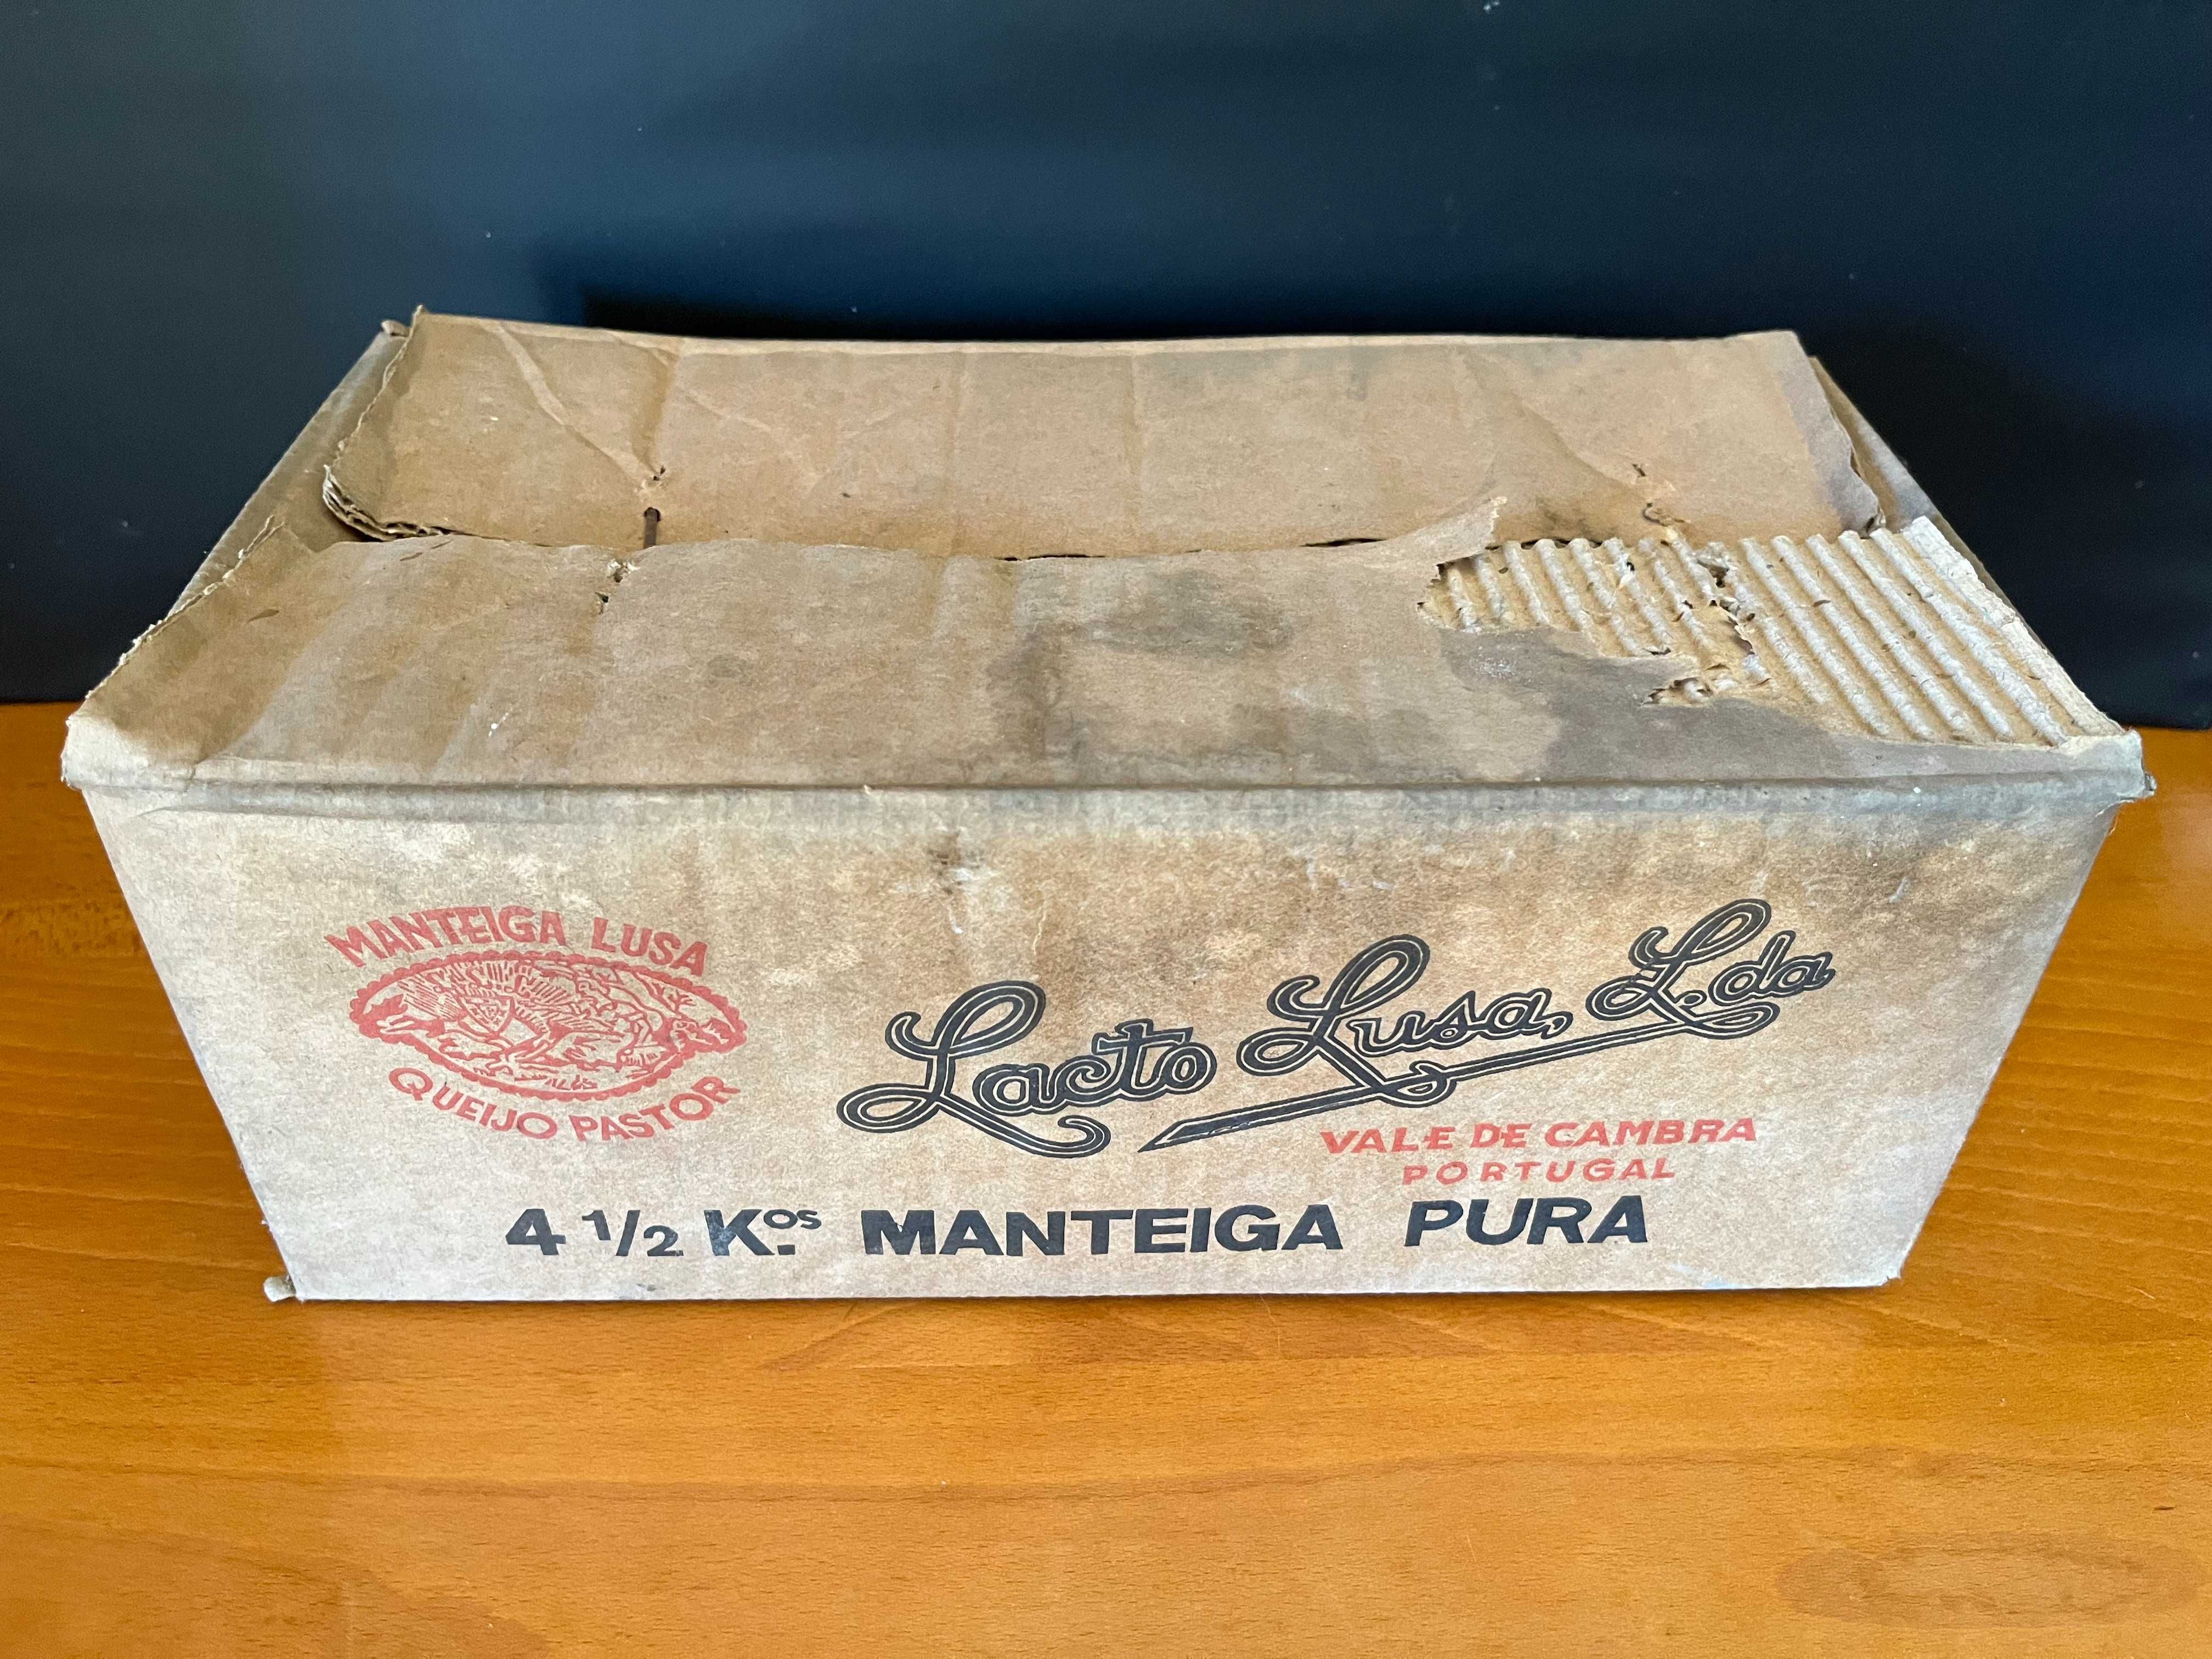 MANTEIGA LUSA
QUEIJO PASTOR
Lacto Lusa, L.da
VALE DE CAMBRA
PORTUGAL
4 1/2 K.os MANTEIGA PURA